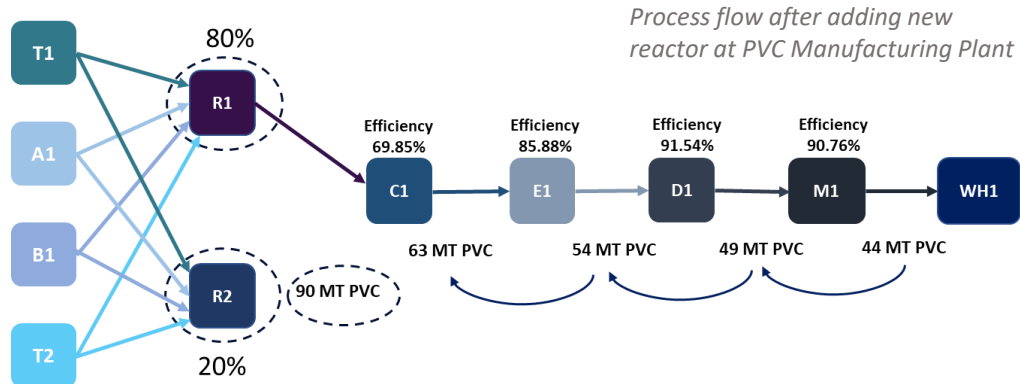 Process flow after adding new
reactor at PVC Manufacturing Plant
T1
80%
R1
A1
Efficiency
69.85%
Efficiency
85.88%
Efficiency
91.54%
Efficiency
90.76%
C1
E1
D1
M1
WH1
B1
63 MT PVC
54 MT PVC
49 MT PVC
44 MT PVC
R2
90 MT PVC
T2
20%